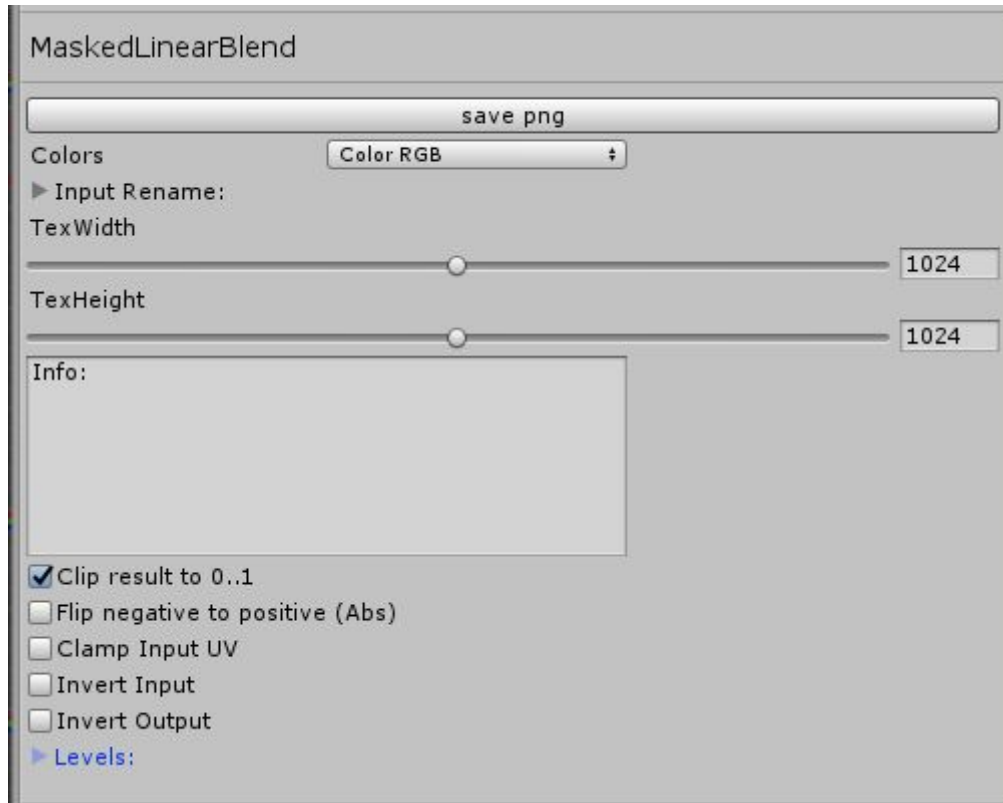 MaskedLinearBlend
save png
Colors Color RGB
Input Rename:
TexWidth
1024
TexHeight
1024
Info:
Clip result to 0..1
Flip negative to positive (Abs)
Clamp Input UV
Invert Input
Invert Output
Levels: